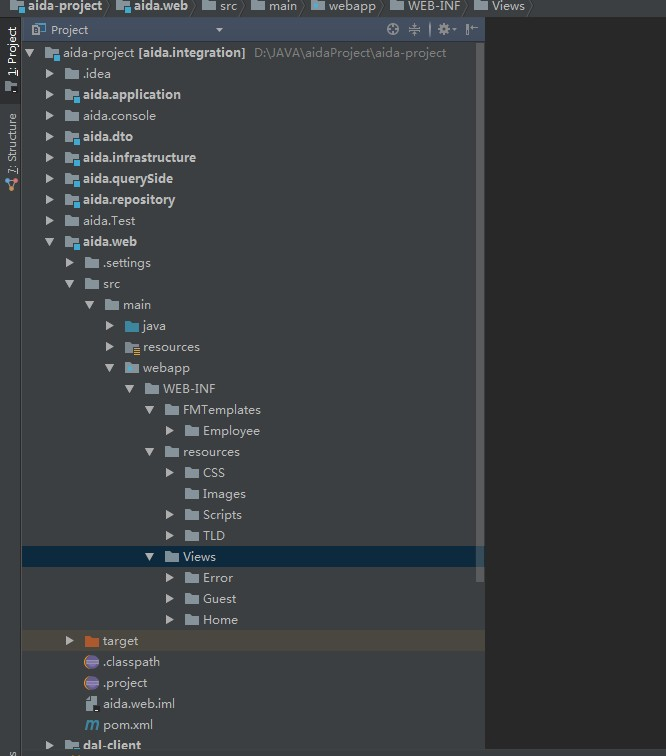 aida-project aida.web src main webapp WEB-INF Views
1: Project
7: Structure
Project
aida-project [aida.integration] D:\JAVA\aidaProject\aida-project
.idea
aida.application
aida.console
aida.dto
aida.infrastructure
aida.querySide
aida.repository
aida.Test
aida.web
.settings
src
main
java
resources
webapp
WEB-INF
FMTemplates
Employee
resources
CSS
Images
Scripts
TLD
Views
Error
Guest
Home
target
.classpath
.project
aida.web.iml
pom.xml
dal-client